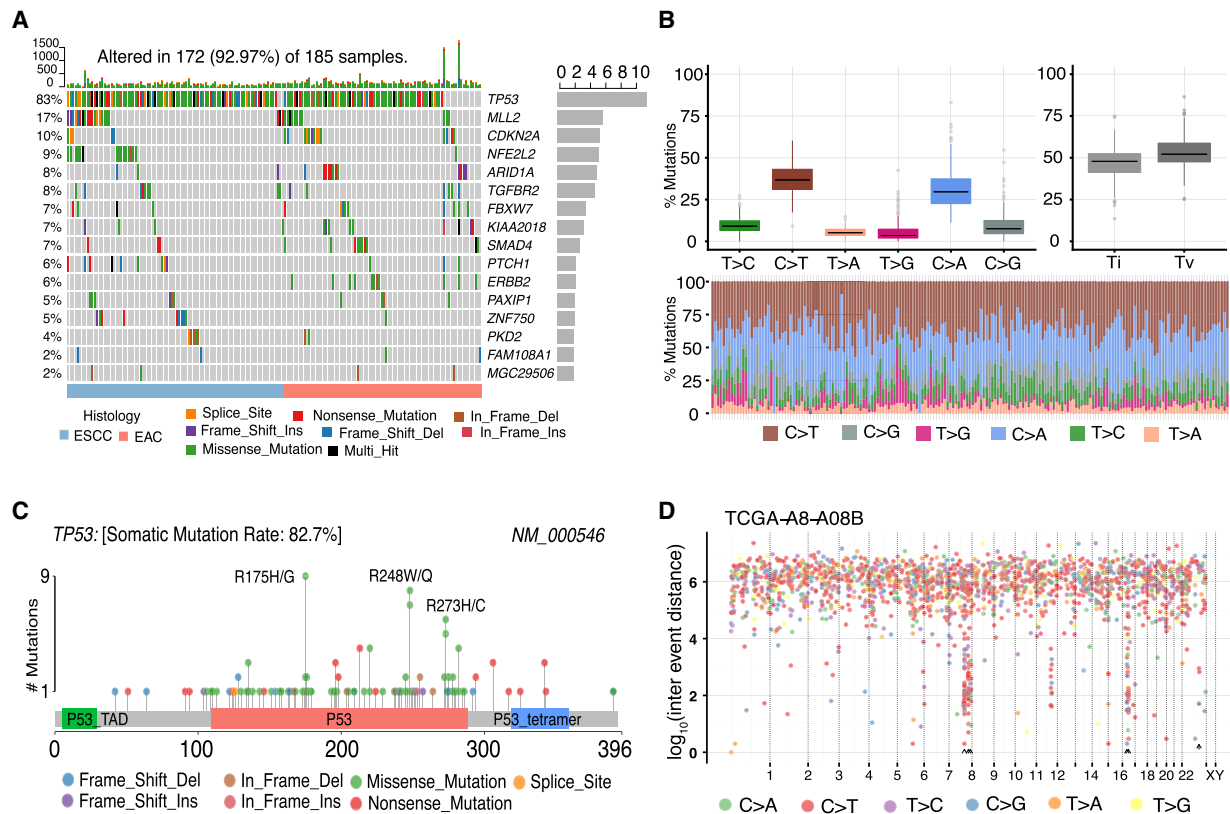 A
Altered in 172 (92.97%) of 185 samples.
1500
1000
500
0
0 2 4 6 8 10
83% TP53
17% MLL2
10% CDKN2A
9% NFE2L2
8% ARID1A
8% TGFBR2
7% FBXW7
7% KIAA2018
7% SMAD4
6% PTCH1
6% ERBB2
5% PAXIP1
5% ZNF750
4% PKD2
2% FAM108A1
2% MGC29506
Histology
ESCC EAC
Splice_Site Nonsense_Mutation In_Frame_Del
Frame_Shift_Ins Frame_Shift_Del In_Frame_Ins
Missense_Mutation Multi_Hit
B
% Mutations
100
75
50
25
0
T>C C>T T>A T>G C>A C>G
100
75
50
25
0
Ti Tv
% Mutations
100
75
50
25
0
C>T C>G T>G C>A T>C T>A
C
TP53: [Somatic Mutation Rate: 82.7%] NM_000546
# Mutations
9
1
R175H/G
R248W/Q
R273H/C
P53_TAD P53 P53_tetramer
0 100 200 300 396
Frame_Shift_Del In_Frame_Del Missense_Mutation Splice_Site
Frame_Shift_Ins In_Frame_Ins Nonsense_Mutation
D
TCGA-A8-A08B
log10(inter event distance)
6
4
2
0
1 2 3 4 5 6 7 8 9 10 11 12 14 16 18 20 22 XY
C>A C>T T>C C>G T>A T>G